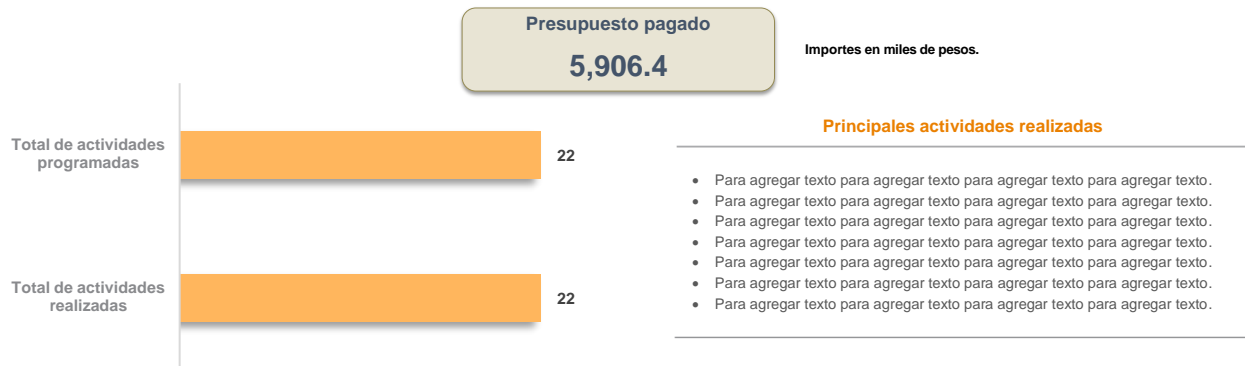 Presupuesto pagado
5,906.4
Importes en miles de pesos.
Total de actividades
programadas
22
Total de actividades
realizadas
22
Principales actividades realizadas
• Para agregar texto para agregar texto para agregar texto para agregar texto.
• Para agregar texto para agregar texto para agregar texto para agregar texto.
• Para agregar texto para agregar texto para agregar texto para agregar texto.
• Para agregar texto para agregar texto para agregar texto para agregar texto.
• Para agregar texto para agregar texto para agregar texto para agregar texto.
• Para agregar texto para agregar texto para agregar texto para agregar texto.
• Para agregar texto para agregar texto para agregar texto para agregar texto.